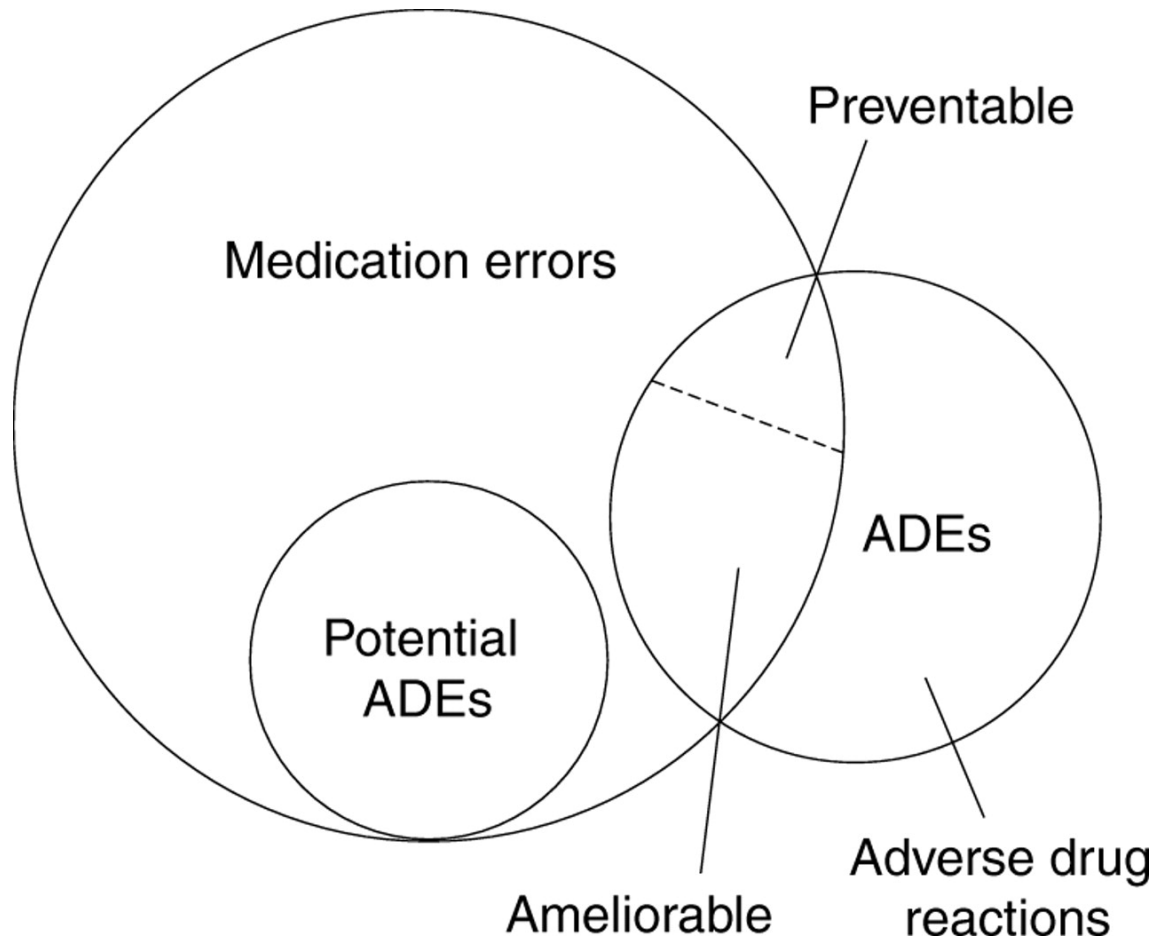 Preventable
Medication errors
ADEs
Potential
ADEs
Adverse drug
reactions
Ameliorable